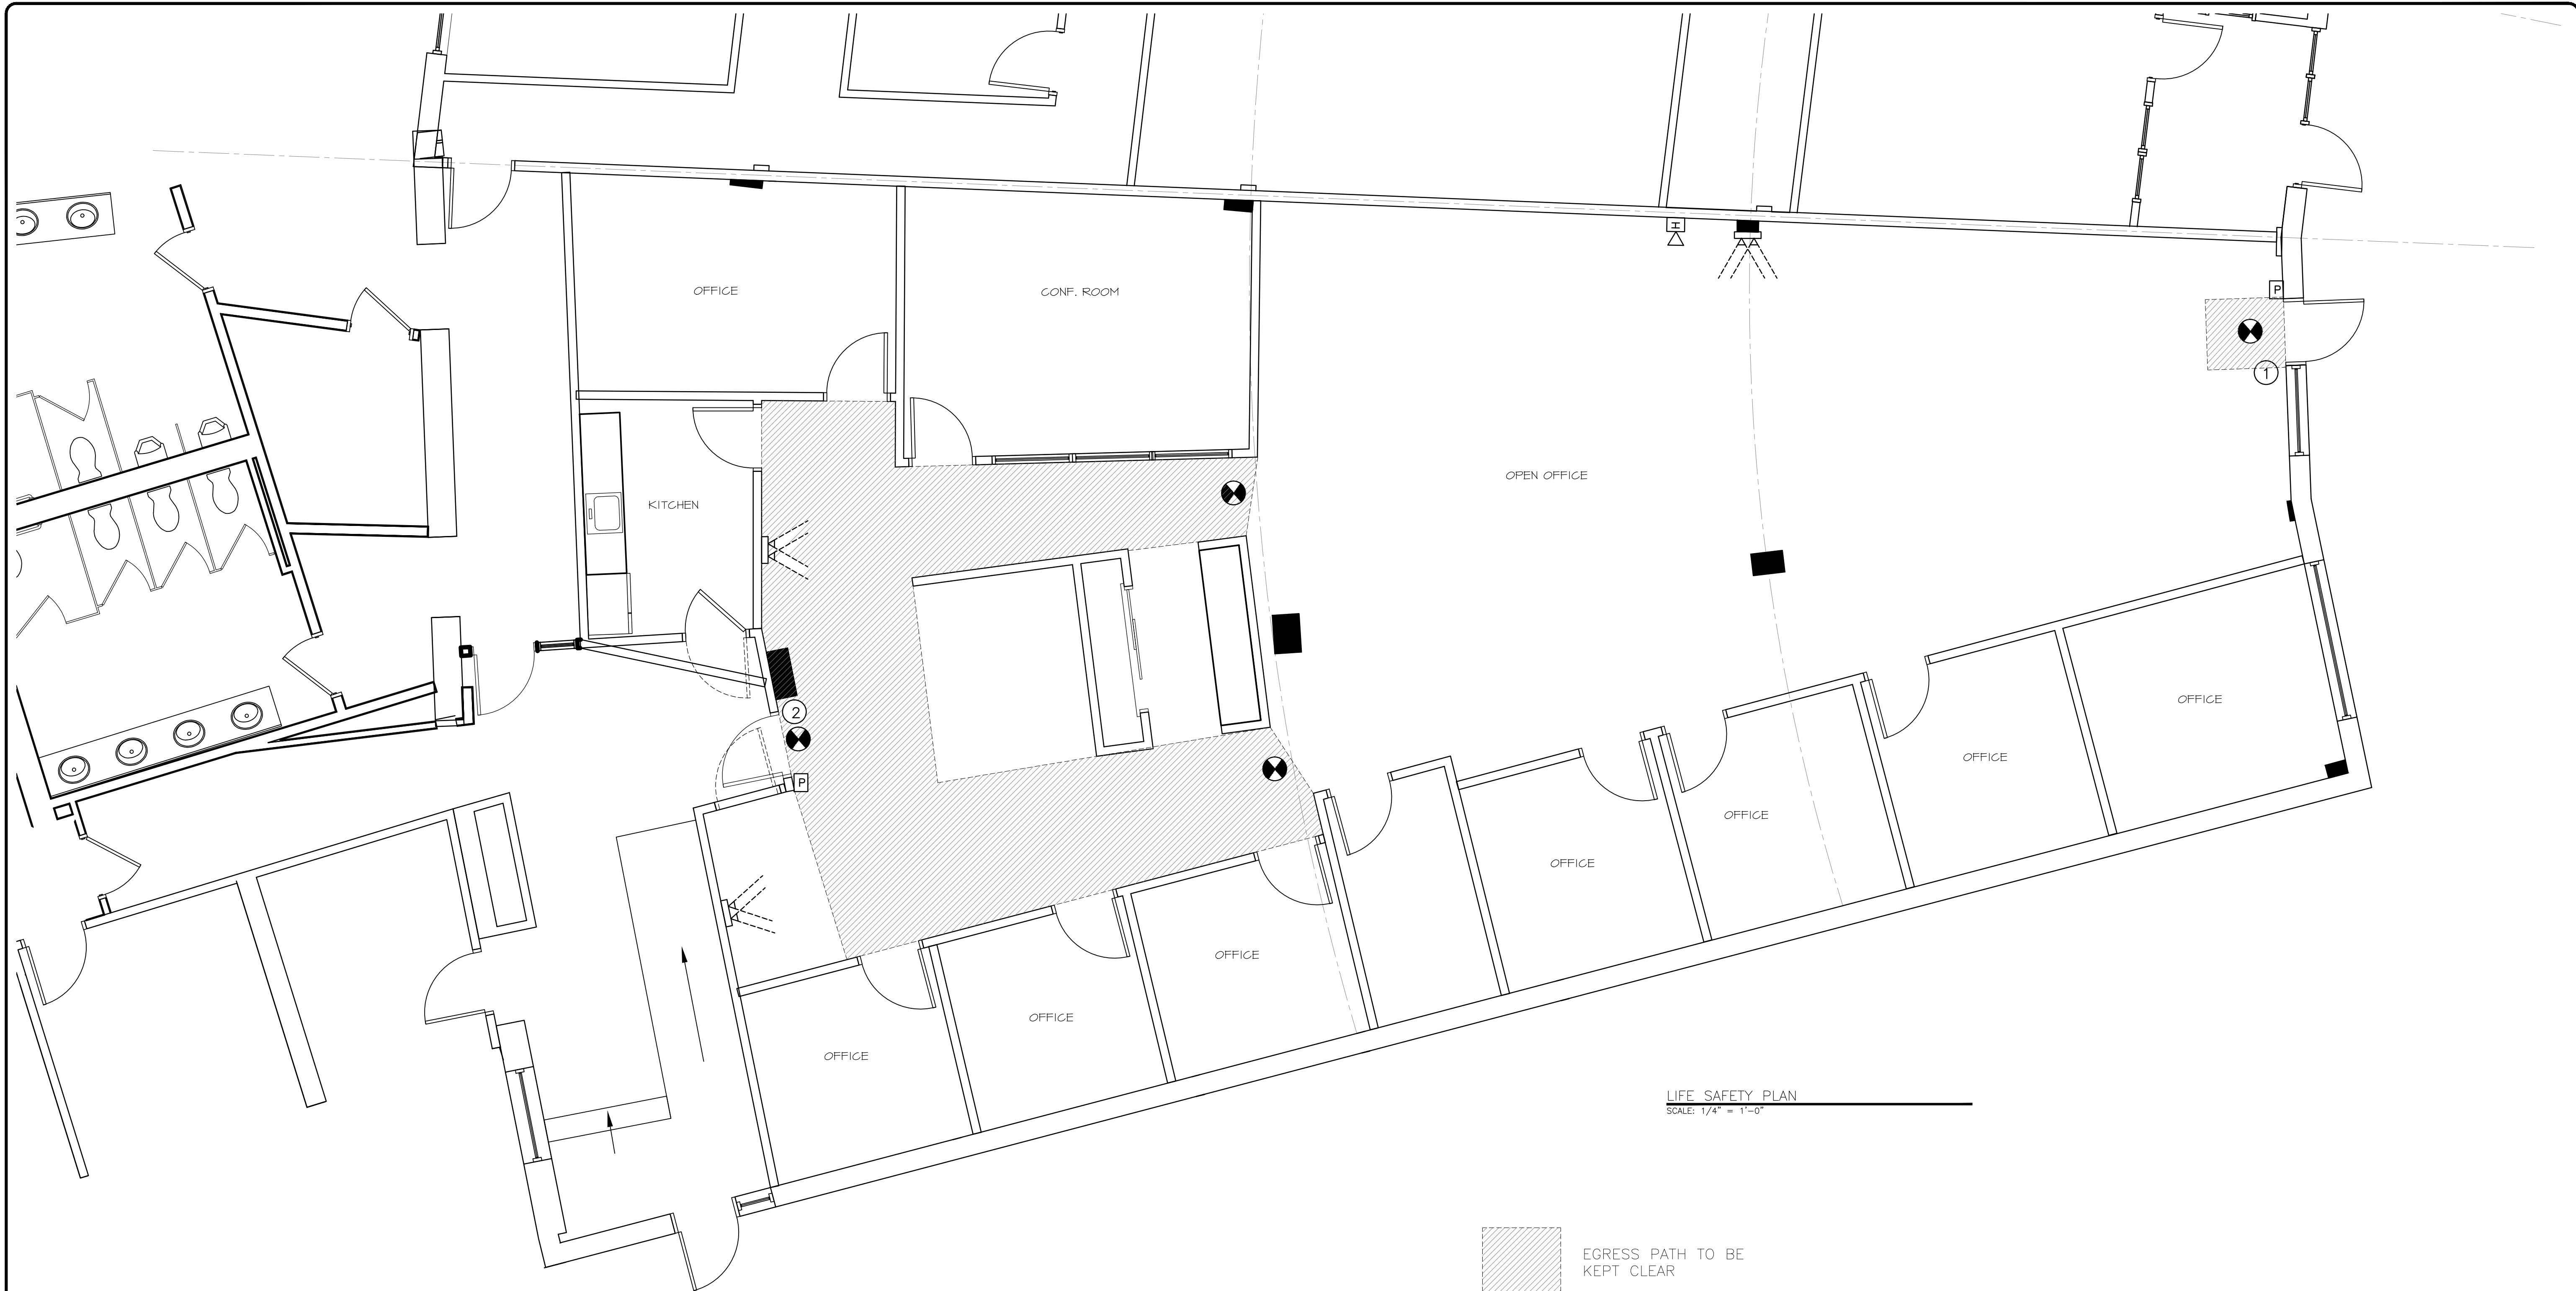 H
P
OFFICE
CONF. ROOM
1
OPEN OFFICE
KITCHEN
OFFICE
2
OFFICE
P
OFFICE
OFFICE
OFFICE
OFFICE
OFFICE
LIFE SAFETY PLAN
SCALE: 1/4" = 1'-0"
EGRESS PATH TO BE
KEPT CLEAR